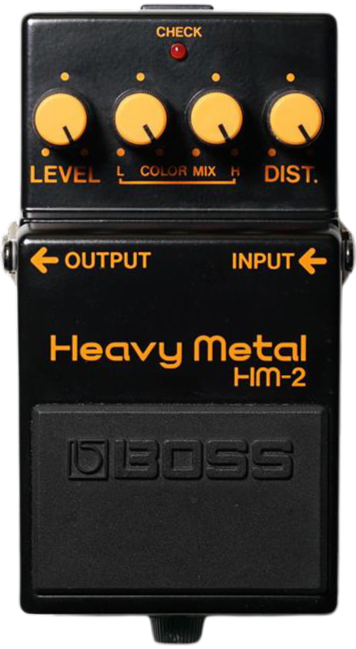 CHECK
LEVEL L COLOR MIX H DIST.
OUTPUT INPUT
Heavy Metal
HM-2
BOSS